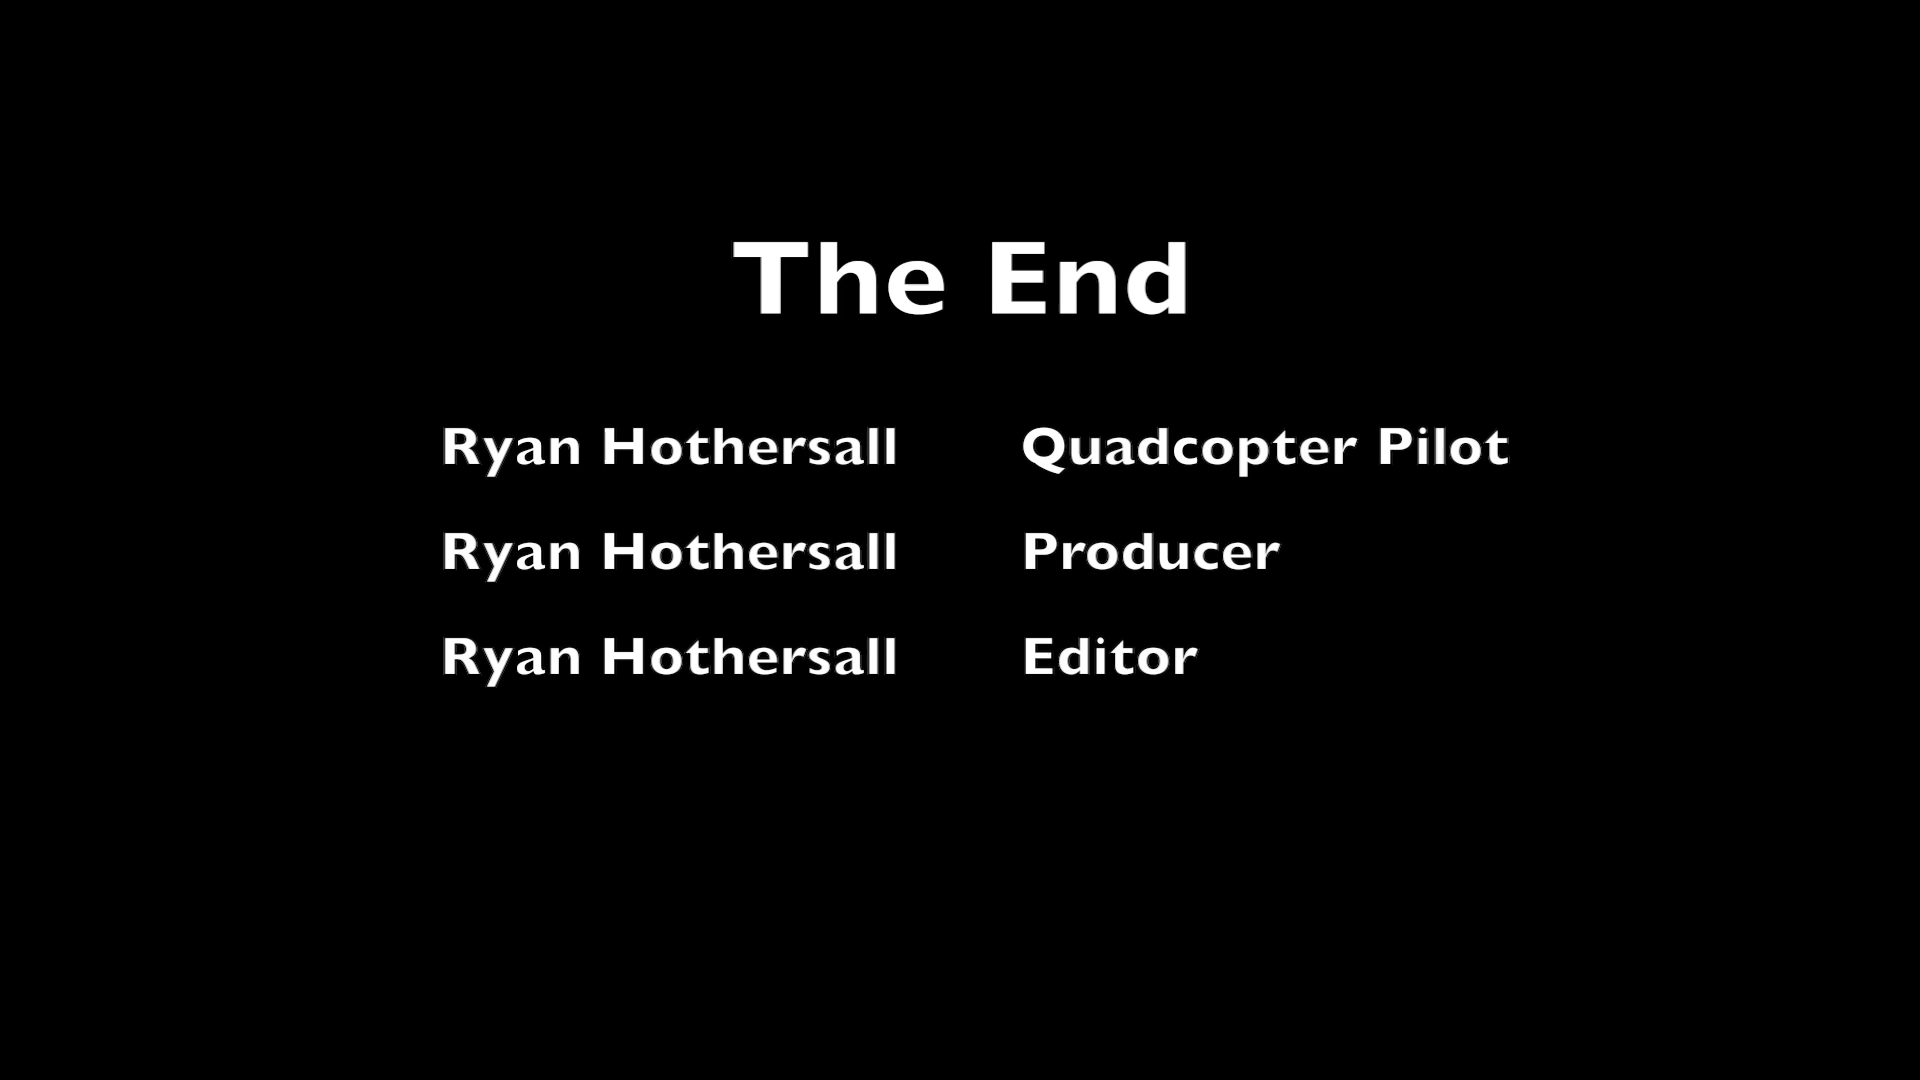 The End
Ryan Hothersall Quadcopter Pilot
Ryan Hothersall Producer
Ryan Hothersall Editor